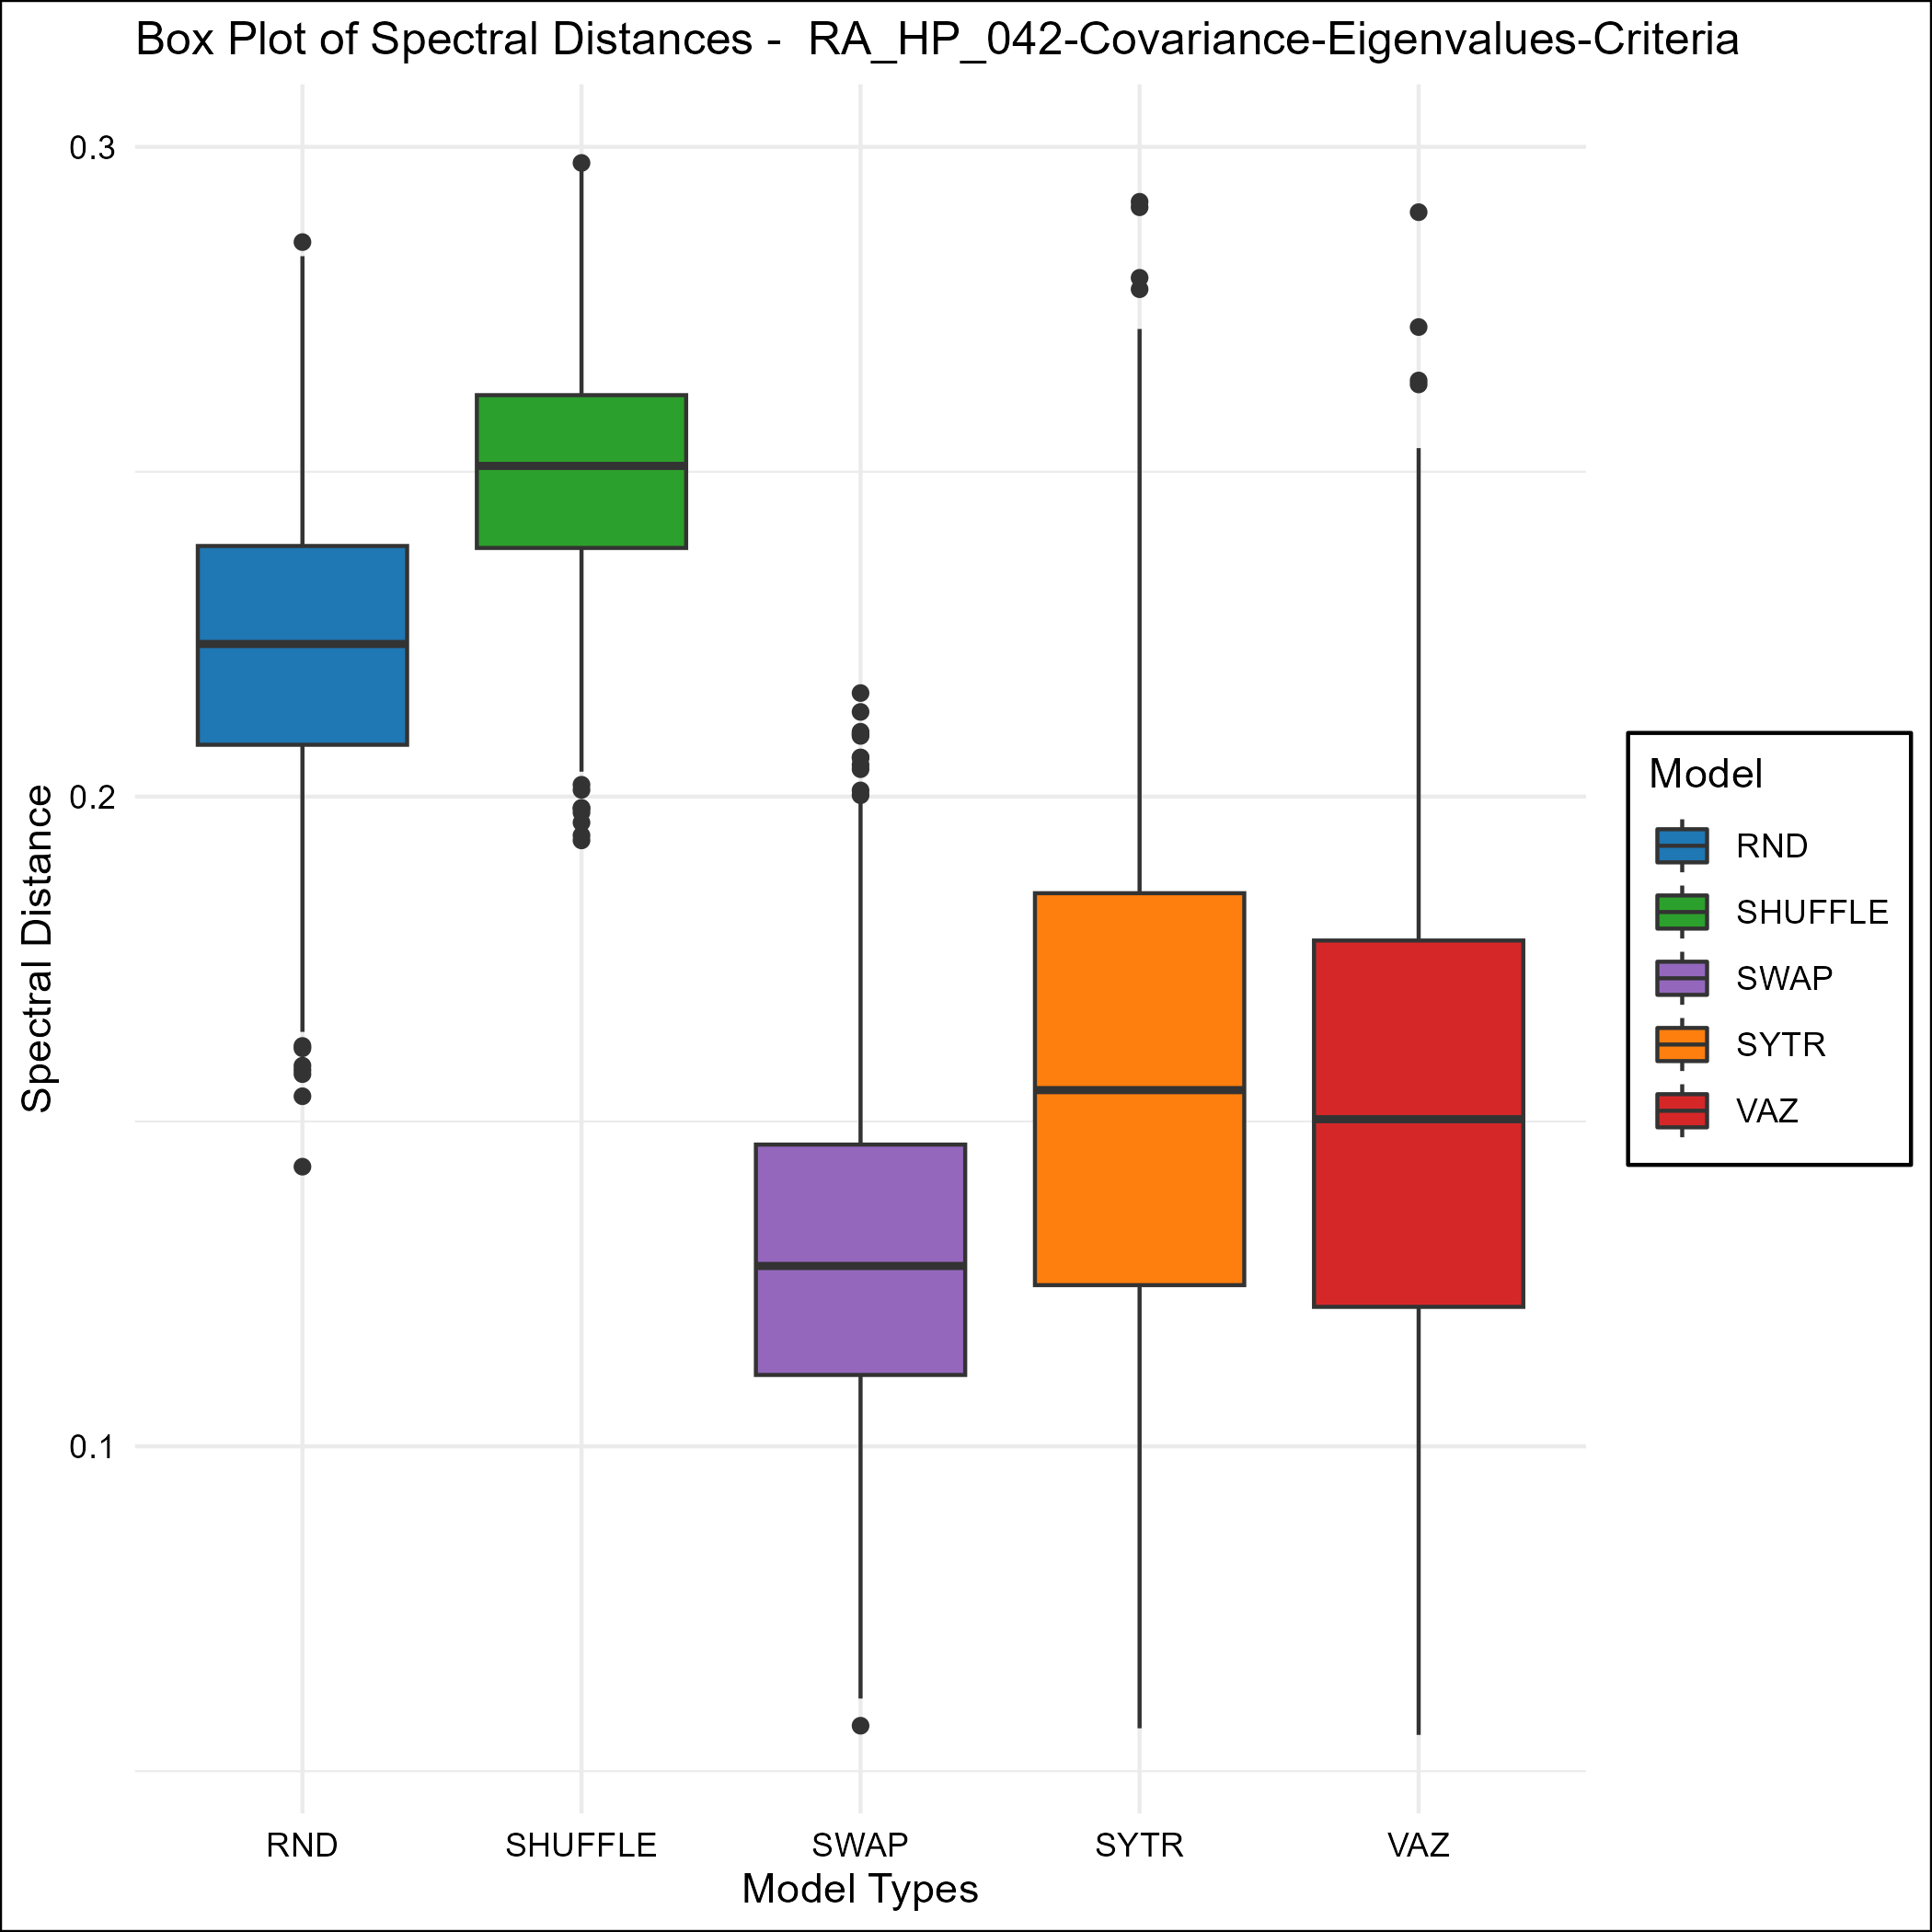 Box Plot of Spectral Distances -  RA_HP_042-Covariance-Eigenvalues-Criteria
0.3
0.2
0.1
Spectral Distance
RND
SHUFFLE
SWAP
SYTR
VAZ
Model Types
Model
RND
SHUFFLE
SWAP
SYTR
VAZ